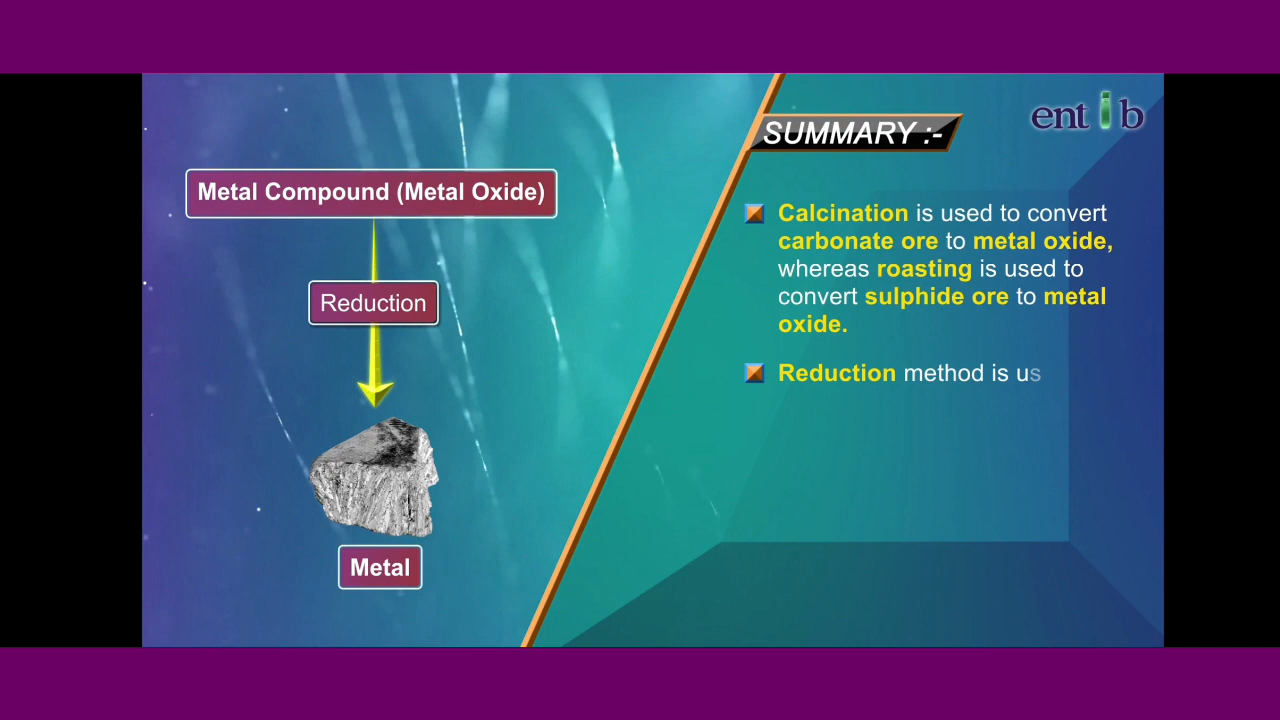 ent b
SUMMARY :-
Metal Compound (Metal Oxide)
Reduction
Metal
Calcination is used to convert
carbonate ore to metal oxide,
whereas roasting is used to
convert sulphide ore to metal
oxide.
Reduction method is us